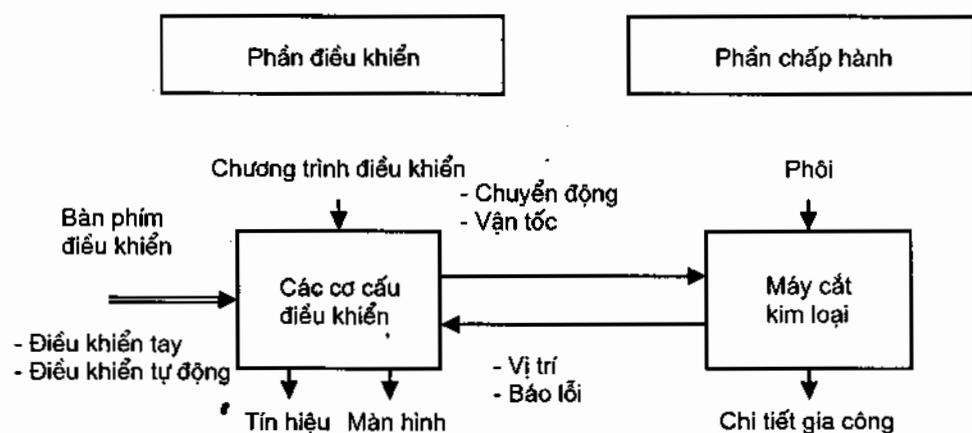 Phần điều khiển
Phần chấp hành
Chương trình điều khiển
Phôi
- Chuyển động
- Vận tốc
Bàn phím
điều khiển
Các cơ cấu
điều khiển
Máy cắt
kim loại
- Điều khiển tay
- Điều khiển tự động
- Vị trí
- Báo lỗi
Tín hiệu
Màn hình
Chi tiết gia công